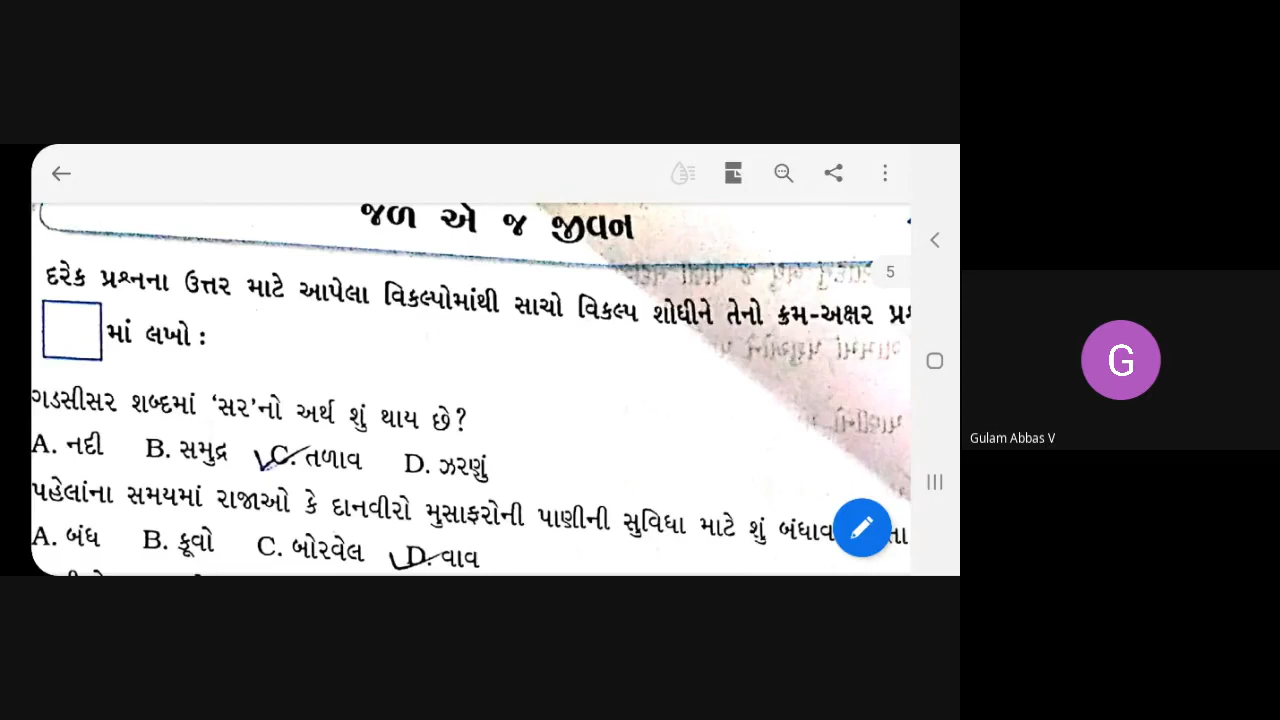 જળ એ જ જીવન
5
દરેક પ્રશ્નના ઉત્તર માટે આપેલા વિકલ્પોમાંથી સાચો વિકલ્પ શોધીને તેનો ક્રમ-અક્ષર
માં લખો :
ગડસીસર શબ્દમાં ‘સર’નો અર્થ શું થાય છે?
A. નદી B. સમુદ્ર C. તળાવ D. ઝરણું
પહેલાંના સમયમાં રાજાઓ કે દાનવીરો મુસાફરોની પાણીની સુવિધા માટે શું
A. બંધ B. કૂવો C. બોરવેલ D. વાવ
G
Gulam Abbas V